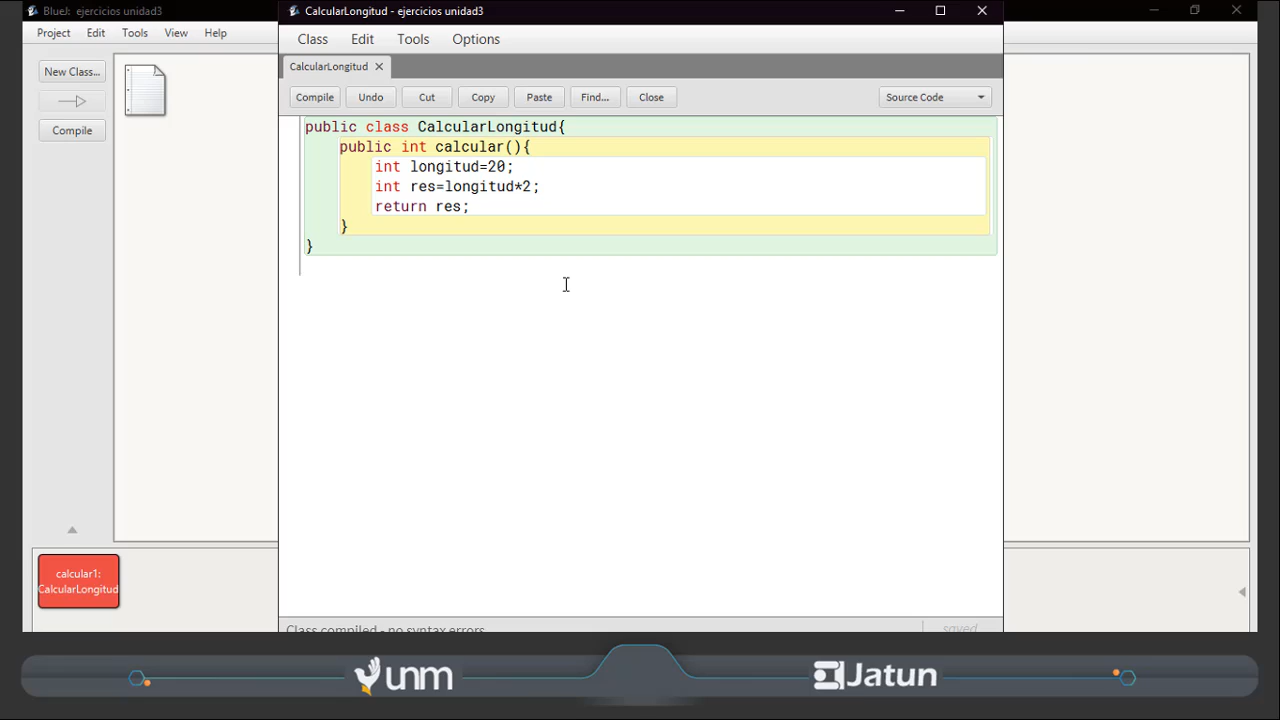 BlueJ: ejercicios unidad3
Project Edit Tools View Help
New Class...
Compile
CalcularLongitud - ejercicios unidad3
Class Edit Tools Options
CalcularLongitud
Compile Undo Cut Copy Paste Find... Close Source Code
public class CalcularLongitud{
public int calcular(){
int longitud=20;
int res=longitud*2;
return res;
}
}
calcular1:
CalcularLongitud
Class compiled - no syntax errors
saved
unm Jatun